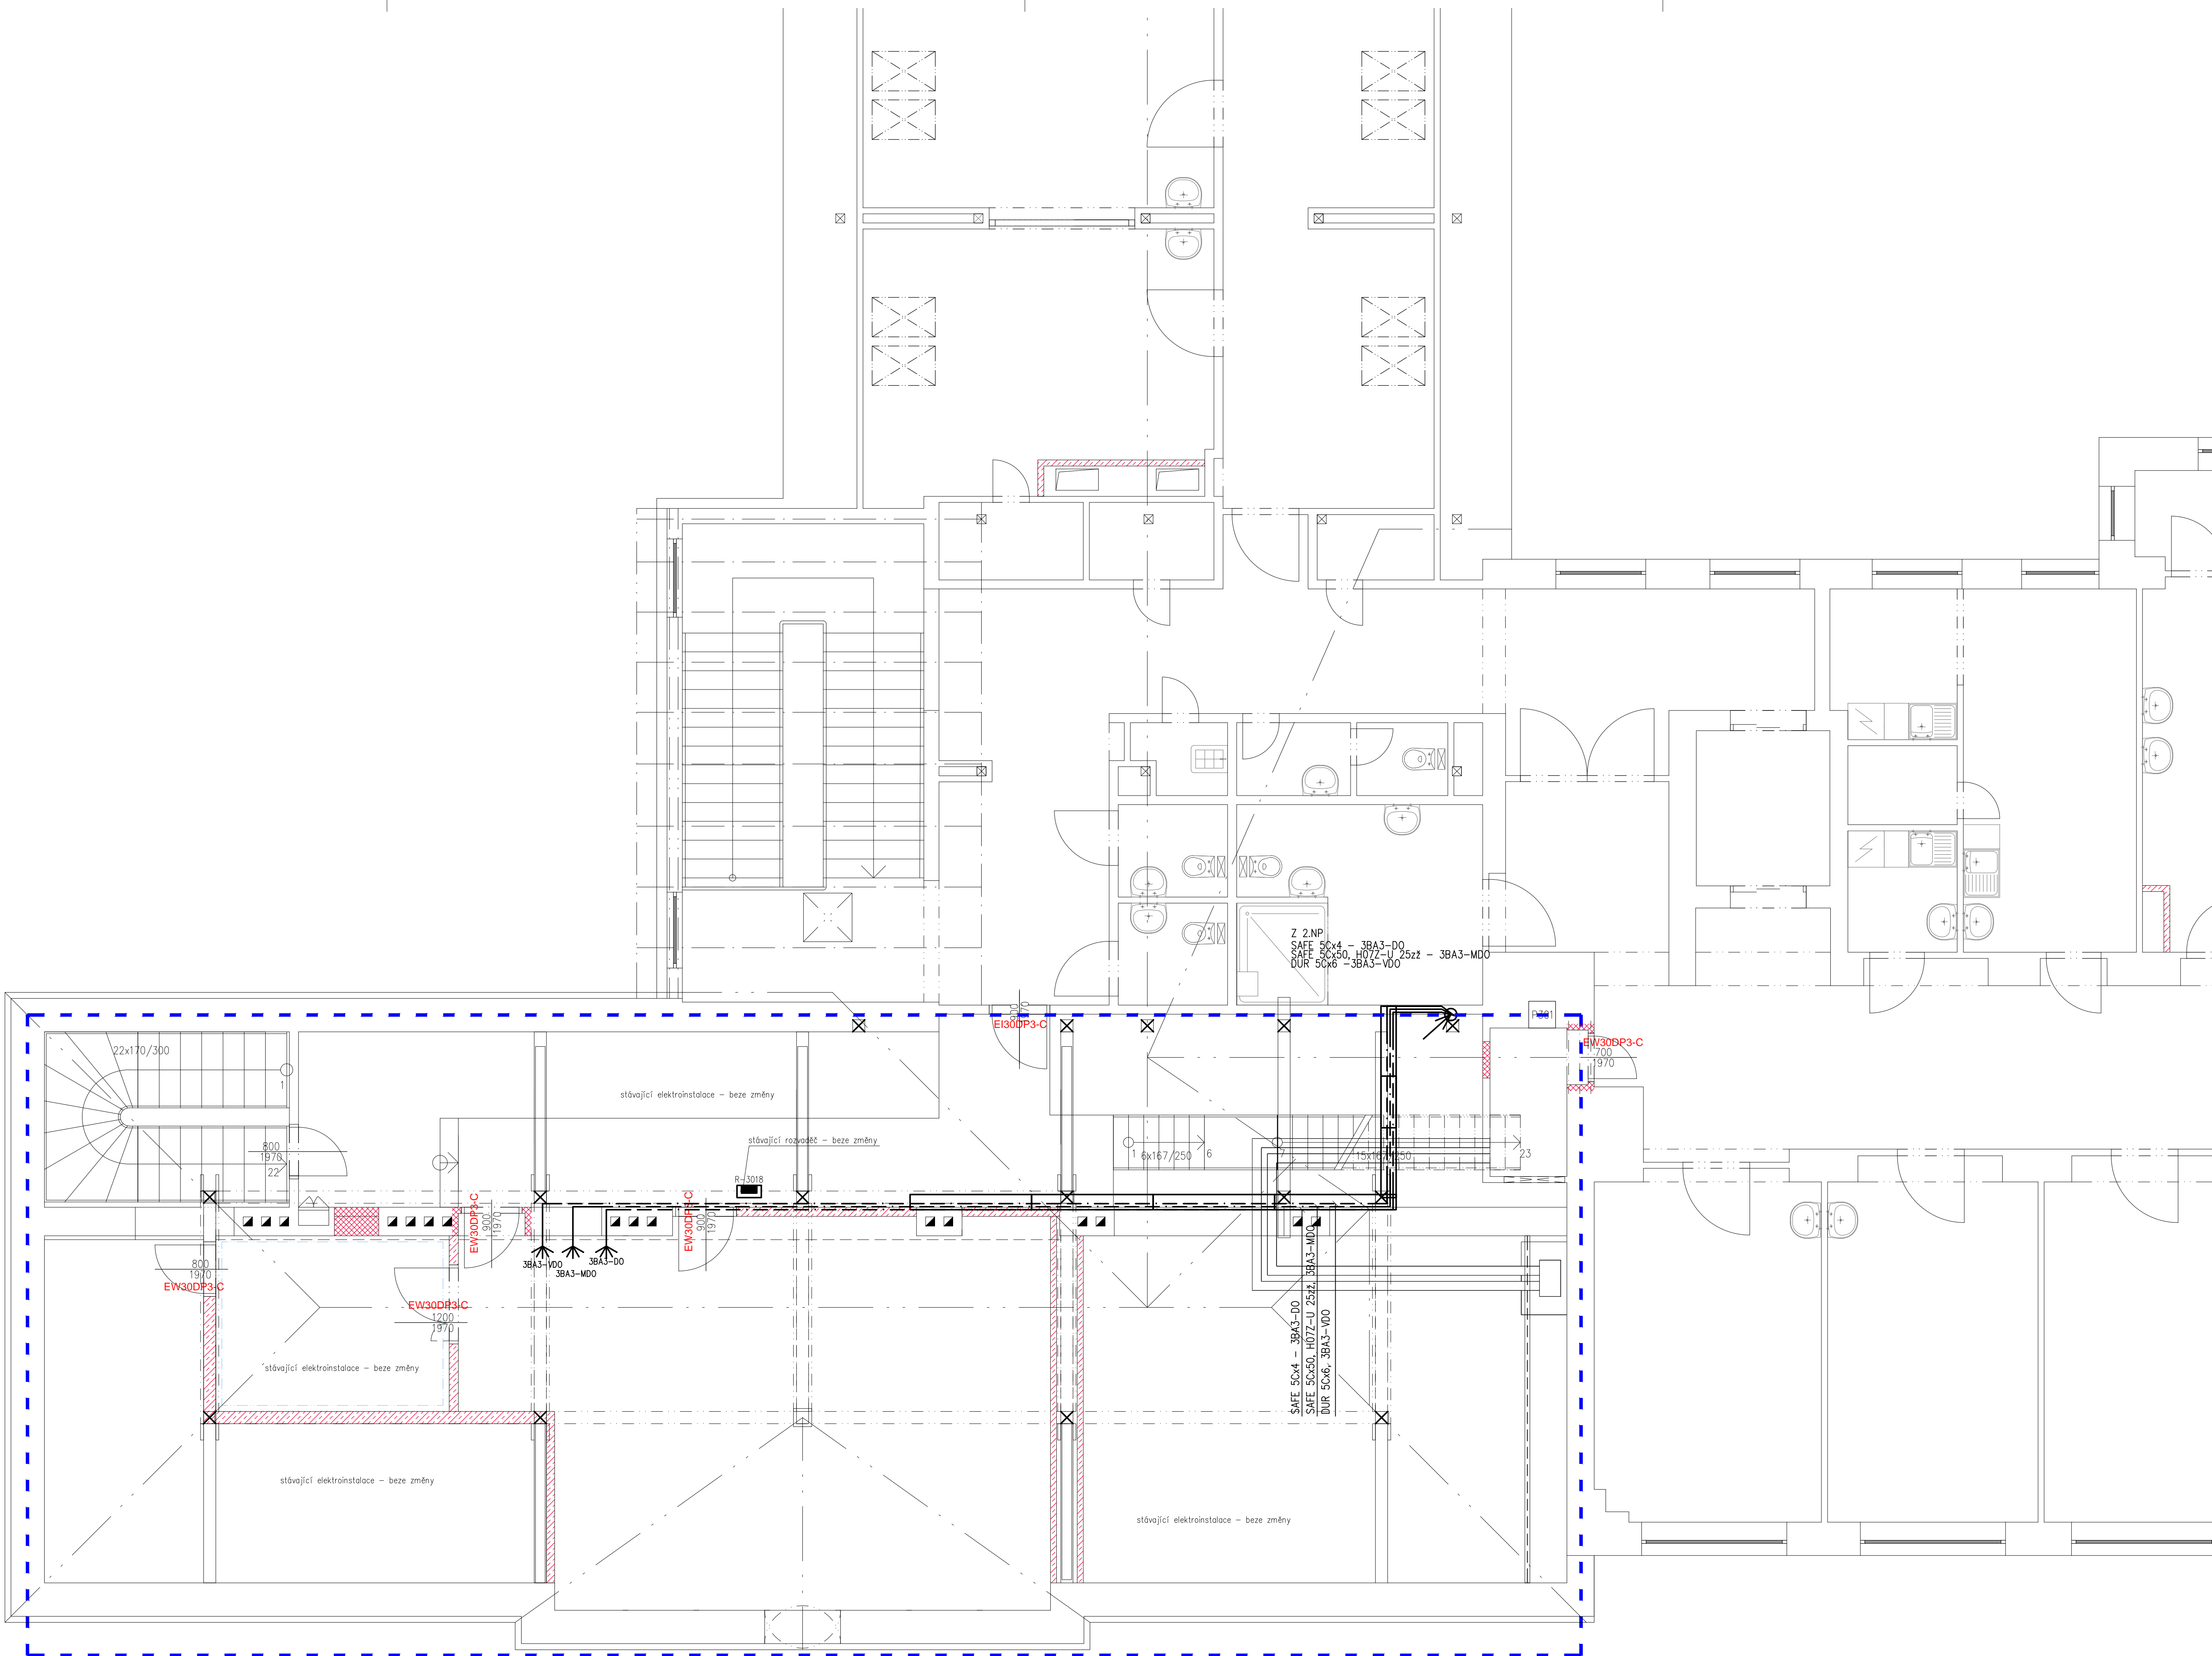 Z 2.NP
SAFE 5Cx4 - 3BA3-DO
SAFE 5Cx50, H07Z-U 25zž - 3BA3-MDO
DUR 5Cx6 -3BA3-VDO
900
1970
EI30DP3-C
EW30DP3-C
700
1970
22x170/300
1
stávající elektroinstalace - beze změny
stávající rozvaděč - beze změny
800
1970
22
1
6x167/250
6
7
15x167/250
23
R-3018
EW30DP3-C
900
1970
EW30DP3-C
900
1970
3BA3-VDO
3BA3-MDO
3BA3-DO
800
1970
EW30DP3-C
EW30DP3-C
1200
1970
SAFE 5Cx4 - 3BA3-DO
SAFE 5Cx50, H07Z-U 25zž, 3BA3-MDO
DUR 5Cx6, 3BA3-VDO
stávající elektroinstalace - beze změny
stávající elektroinstalace - beze změny
stávající elektroinstalace - beze změny